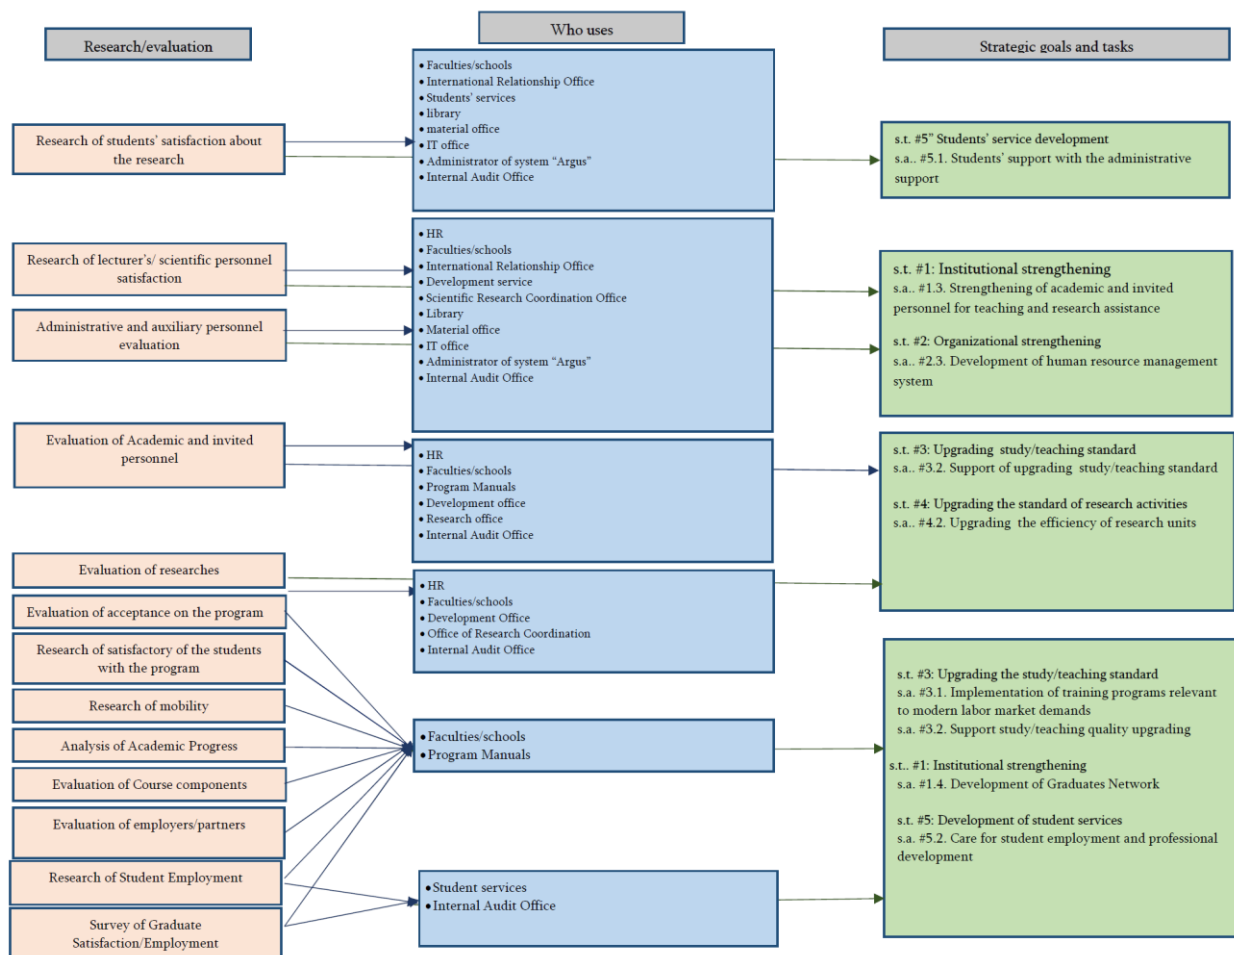 Research/evaluation
Who uses
Strategic goals and tasks
Research of students' satisfaction about
the research
• Faculties/schools
• International Relationship Office
• Students' services
• library
• material office
• IT office
• Administrator of system "Argus"
• Internal Audit Office
s.t. #5" Students' service development
s.a.. #5.1. Students' support with the administrative
support
Research of lecturer's/ scientific personnel
satisfaction
Administrative and auxiliary personnel
evaluation
• HR
• Faculties/schools
• International Relationship Office
• Development service
• Scientific Research Coordination Office
• Library
• Material office
• IT office
• Administrator of system "Argus"
• Internal Audit Office
s.t. #1: Institutional strengthening
s.a.. #1.3. Strengthening of academic and invited
personnel for teaching and research assistance
s.t. #2: Organizational strengthening
s.a.. #2.3. Development of human resource management
system
Evaluation of Academic and invited
personnel
• HR
• Faculties/schools
• Program Manuals
• Development office
• Research office
• Internal Audit Office
s.t. #3: Upgrading study/teaching standard
s.a.. #3.2. Support of upgrading study/teaching standard
s.t. #4: Upgrading the standard of research activities
s.a.. #4.2. Upgrading the efficiency of research units
Evaluation of researches
• HR
• Faculties/schools
• Development Office
• Office of Research Coordination
• Internal Audit Office
Evaluation of acceptance on the program
Research of satisfactory of the students
with the program
Research of mobility
Analysis of Academic Progress
Evaluation of Course components
Evaluation of employers/partners
Research of Student Employment
Survey of Graduate
Satisfaction/Employment
• Faculties/schools
• Program Manuals
• Student services
• Internal Audit Office
s.t. #3: Upgrading the study/teaching standard
s.a. #3.1. Implementation of training programs relevant
to modern labor market demands
s.a. #3.2. Support study/teaching quality upgrading
s.t.. #1: Institutional strengthening
s.a. #1.4. Development of Graduates Network
s.t. #5: Development of student services
s.a. #5.2. Care for student employment and professional
development